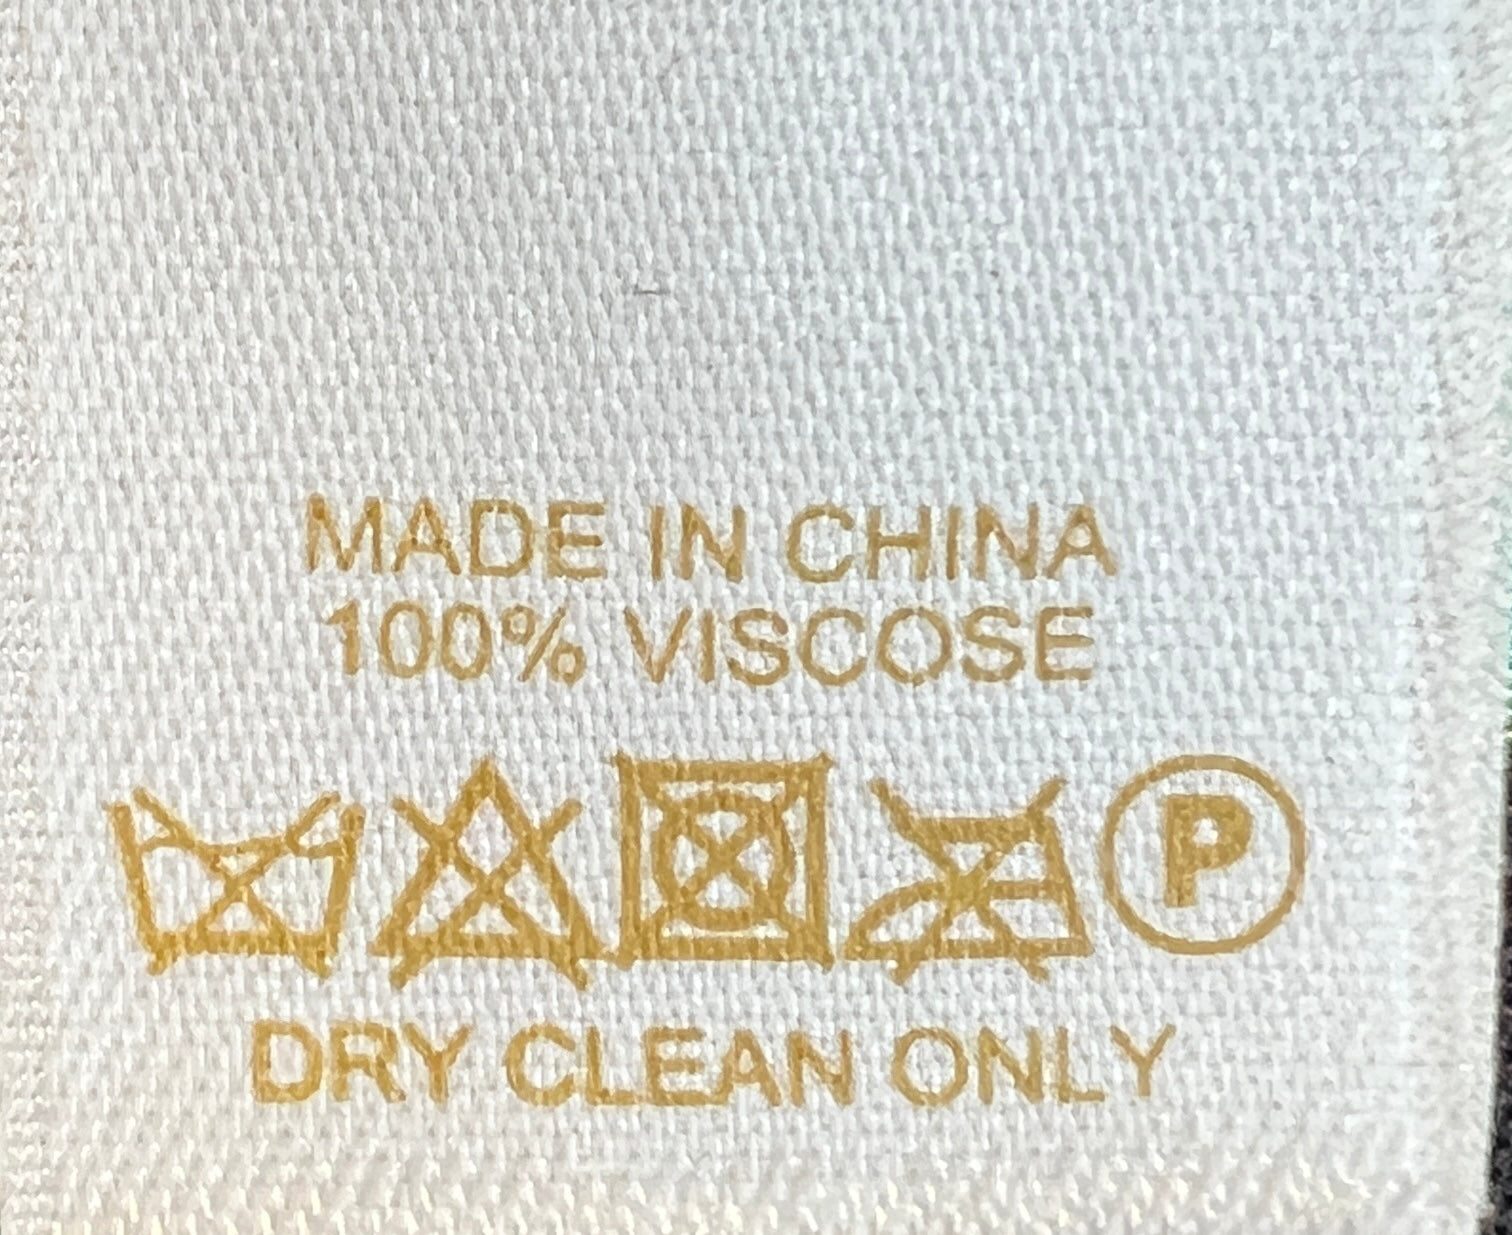 MADE IN CHINA
100% VISCOSE
P
DRY CLEAN ONLY